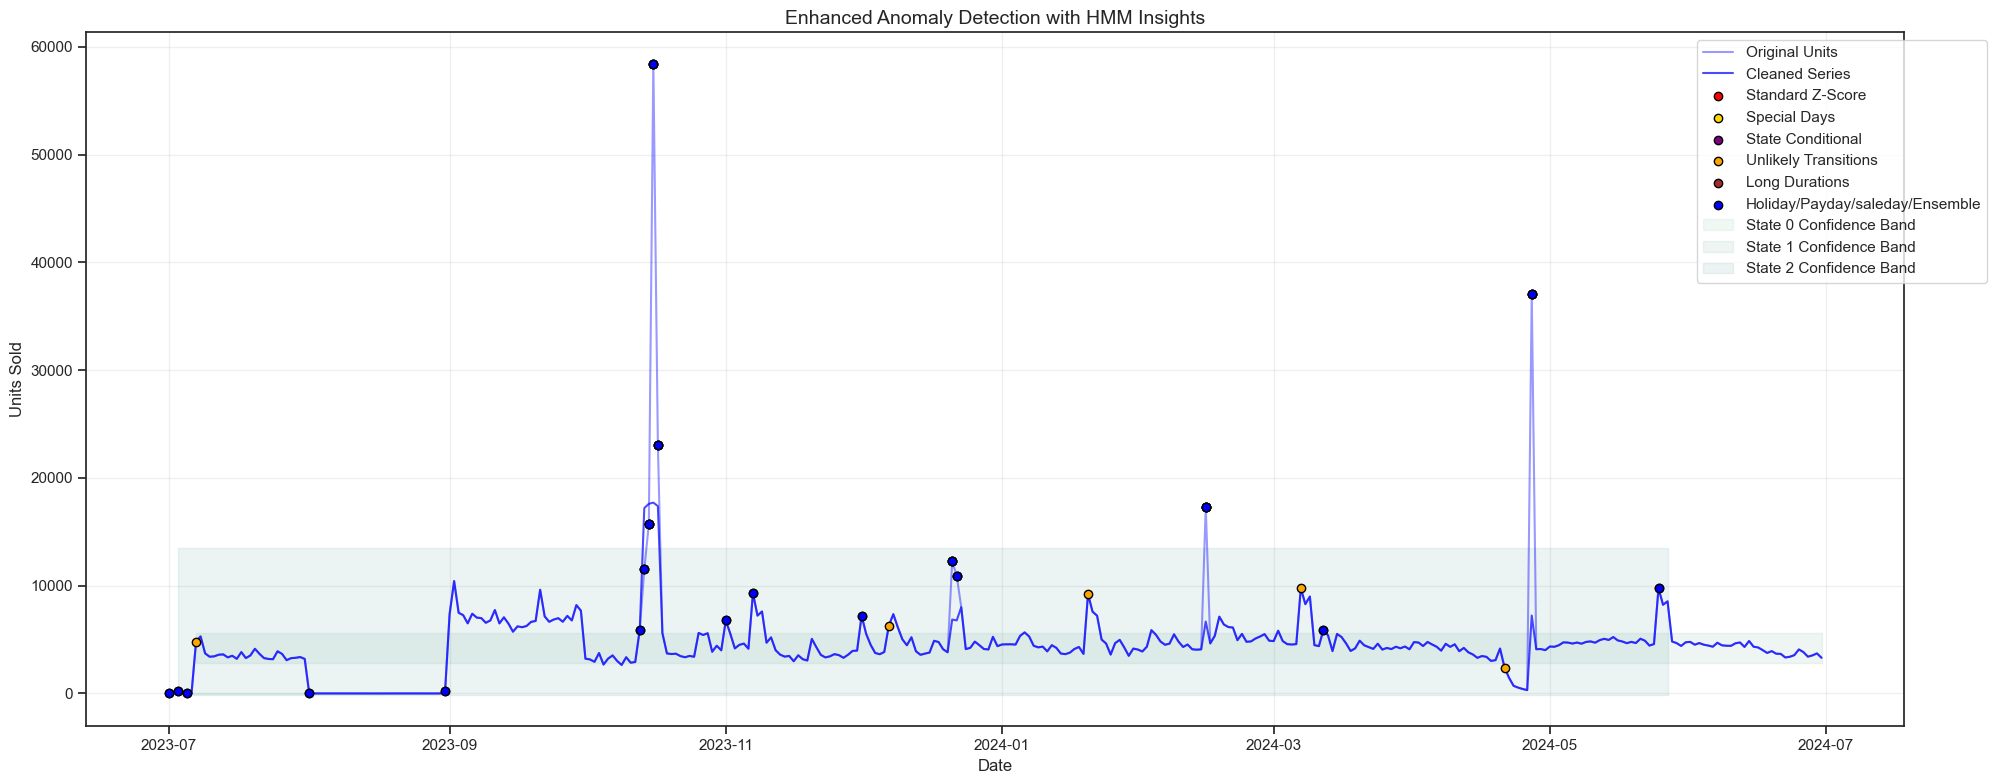 Enhanced Anomaly Detection with HMM Insights
60000
50000
40000
30000
20000
10000
0
Units Sold
Original Units
Cleaned Series
Standard Z-Score
Special Days
State Conditional
Unlikely Transitions
Long Durations
Holiday/Payday/saleday/Ensemble
State 0 Confidence Band
State 1 Confidence Band
State 2 Confidence Band
2023-07
2023-09
2023-11
2024-01
2024-03
2024-05
2024-07
Date